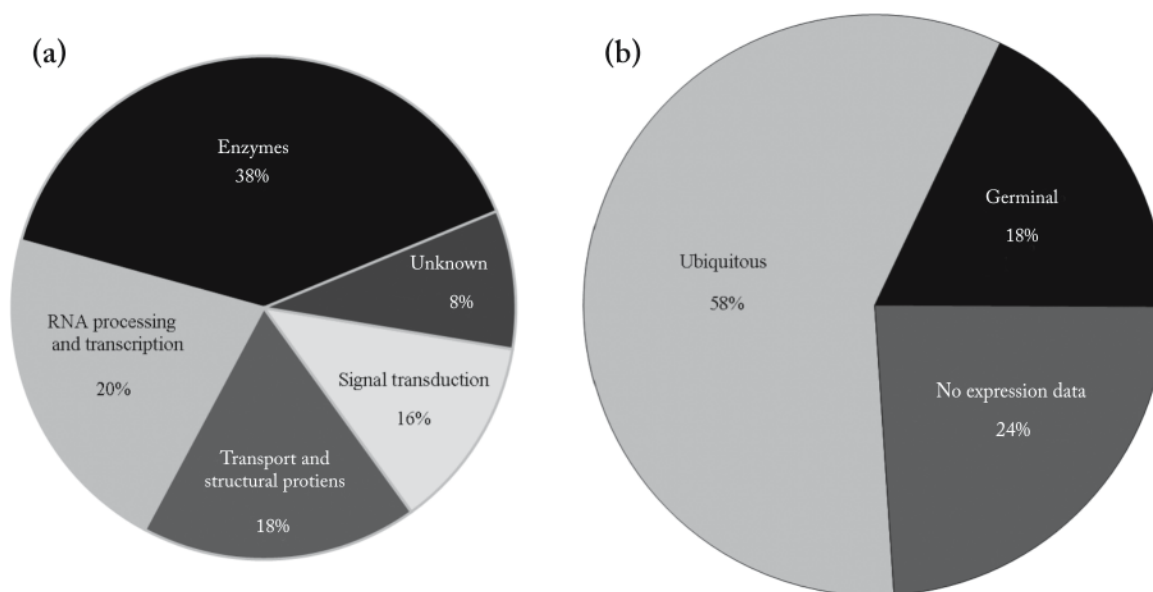 (a)
Enzymes
38%
Unknown
8%
RNA processing
and transcription
20%
Signal transduction
16%
Transport and
structural protiens
18%
(b)
Ubiquitous
58%
Germinal
18%
No expression data
24%